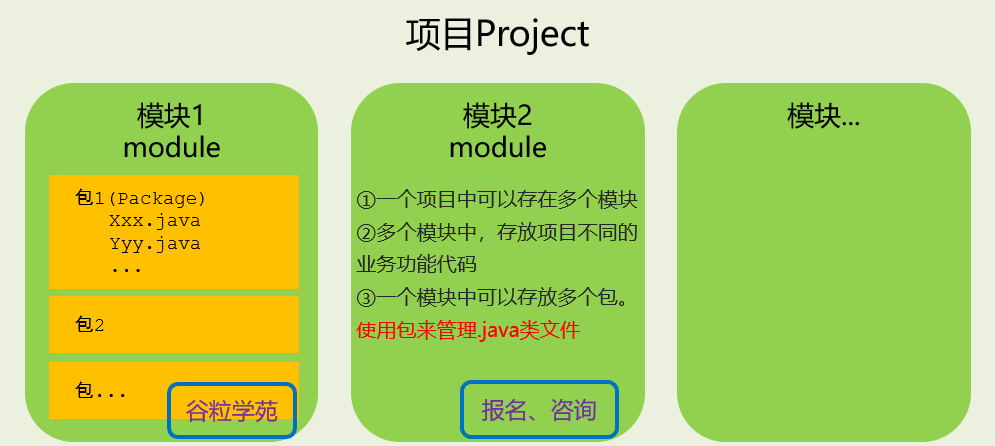 项目Project
模块1
module
包1(Package)
Xxx.java
Yyy.java
...
包2
包...
谷粒学苑
模块2
module
①一个项目中可以存在多个模块
②多个模块中，存放项目不同的
业务功能代码
③一个模块中可以存放多个包。
使用包来管理.java类文件
报名、咨询
模块...